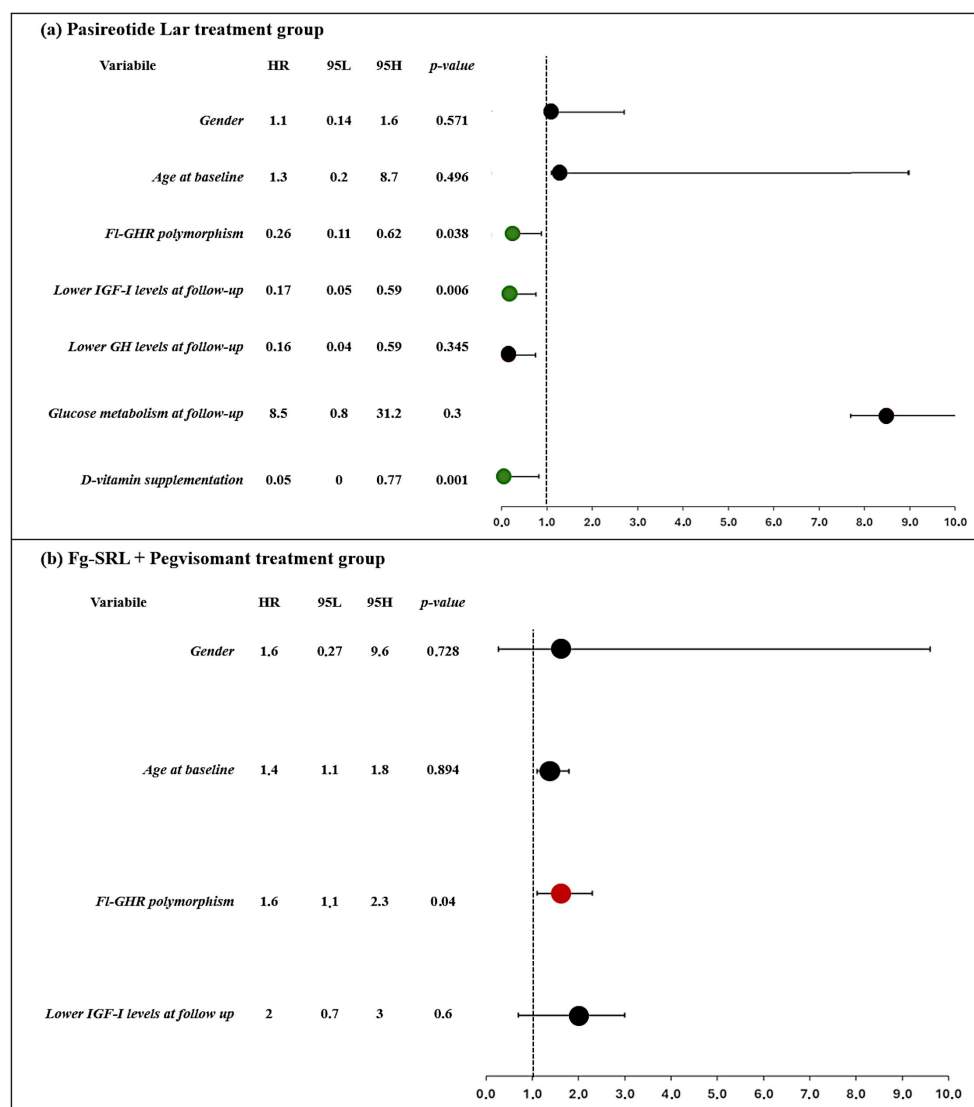 (a) Pasireotide Lar treatment group
Variabile HR 95L 95H p-value
Gender 1.1 0.14 1.6 0.571
Age at baseline 1.3 0.2 8.7 0.496
Fl-GHR polymorphism 0.26 0.11 0.62 0.038
Lower IGF-I levels at follow-up 0.17 0.05 0.59 0.006
Lower GH levels at follow-up 0.16 0.04 0.59 0.345
Glucose metabolism at follow-up 8.5 0.8 31.2 0.3
D-vitamin supplementation 0.05 0 0.77 0.001
0.0 1.0 2.0 3.0 4.0 5.0 6.0 7.0 8.0 9.0 10.0
(b) Fg-SRL + Pegvisomant treatment group
Variabile HR 95L 95H p-value
Gender 1.6 0.27 9.6 0.728
Age at baseline 1.4 1.1 1.8 0.894
Fl-GHR polymorphism 1.6 1.1 2.3 0.04
Lower IGF-I levels at follow up 2 0.7 3 0.6
0.0 1.0 2.0 3.0 4.0 5.0 6.0 7.0 8.0 9.0 10.0